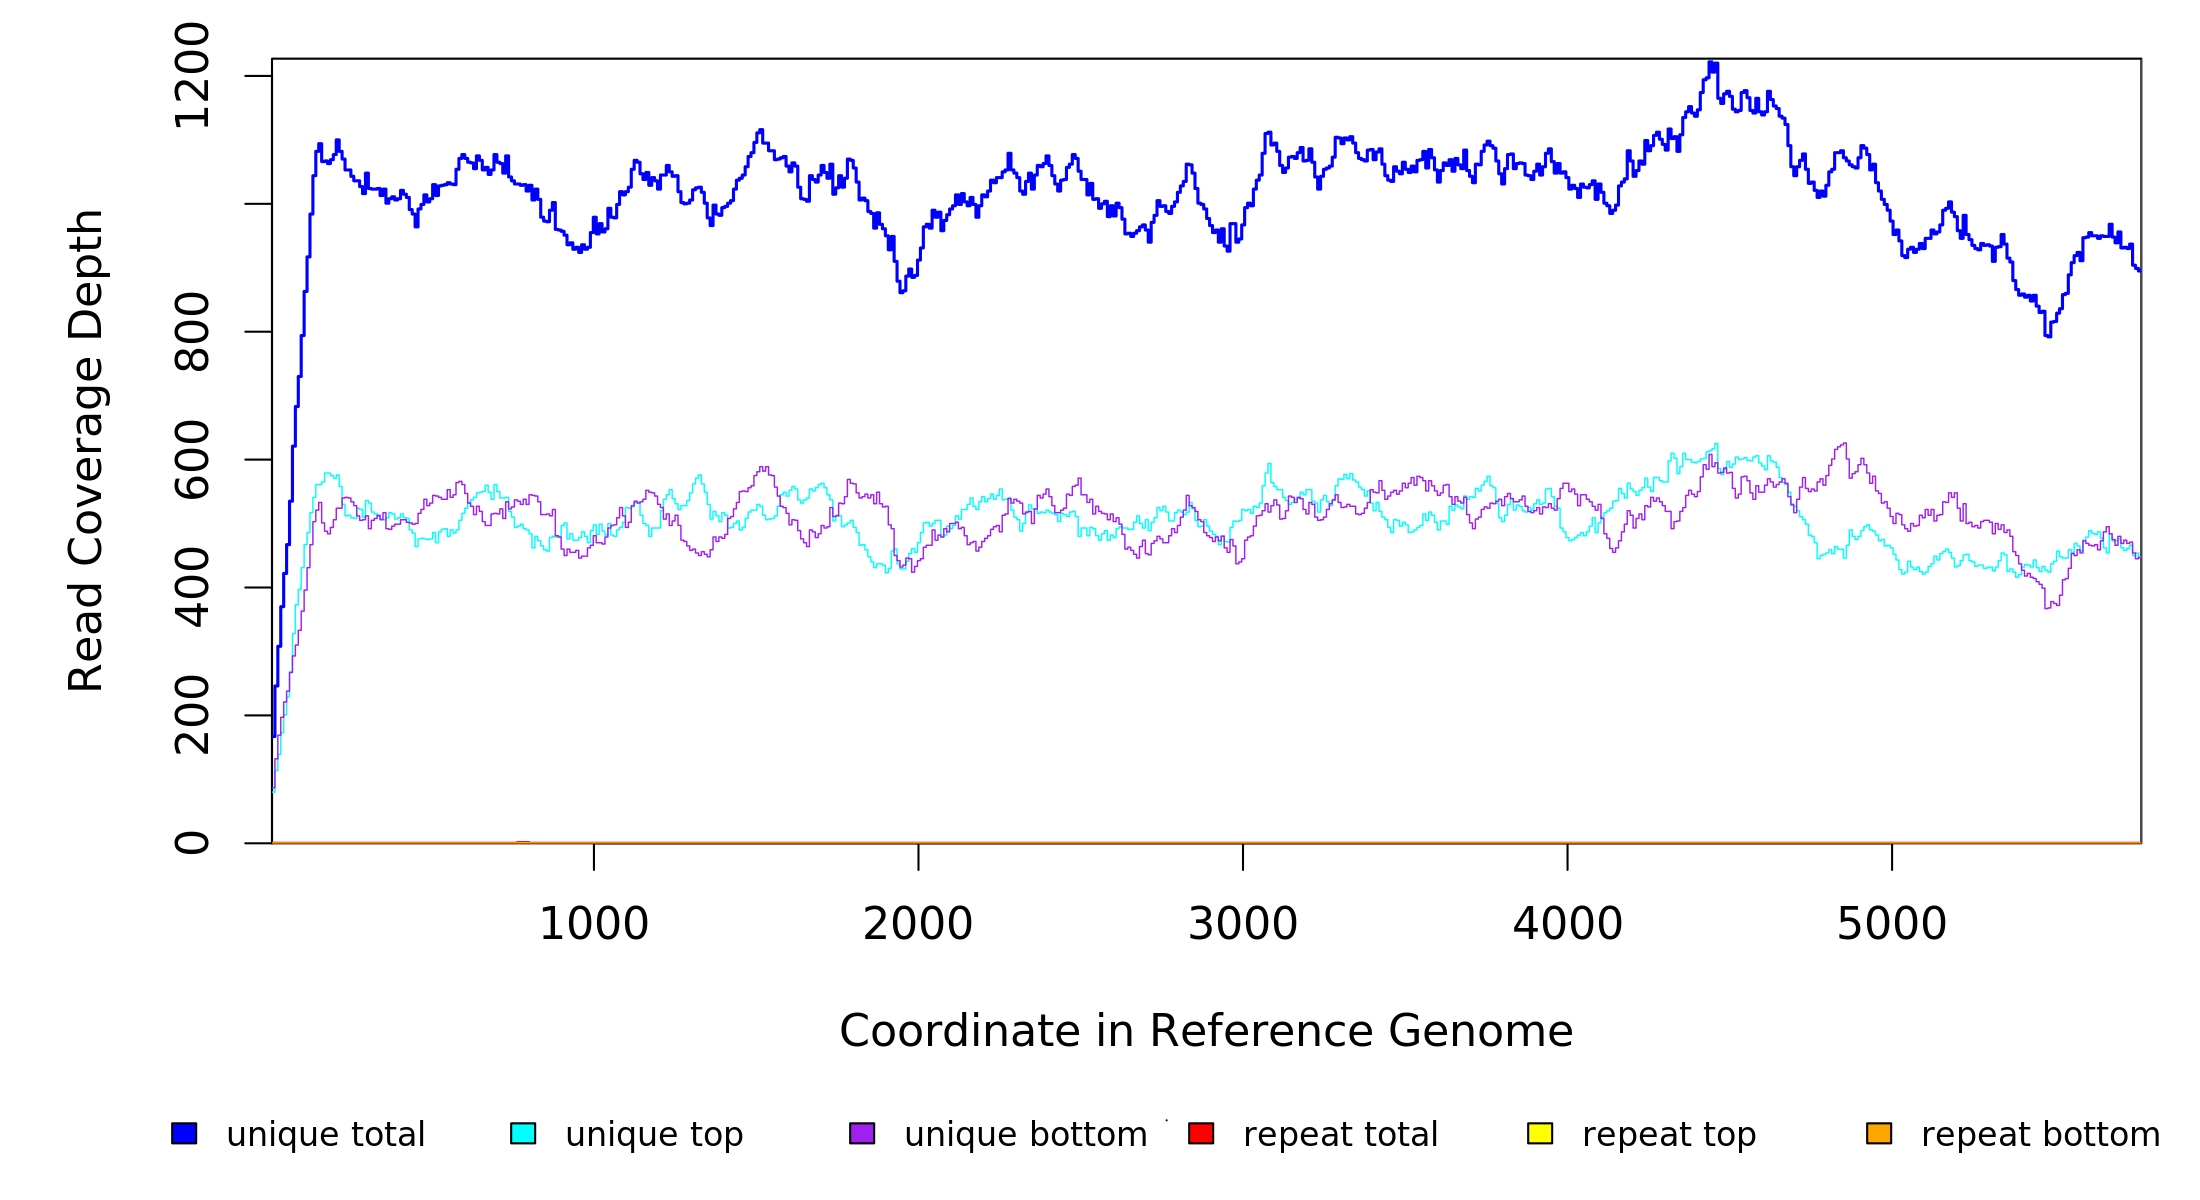 Read Coverage Depth
1200
800
600
400
200
0
1000 2000 3000 4000 5000
Coordinate in Reference Genome
unique total unique top unique bottom repeat total repeat top repeat bottom